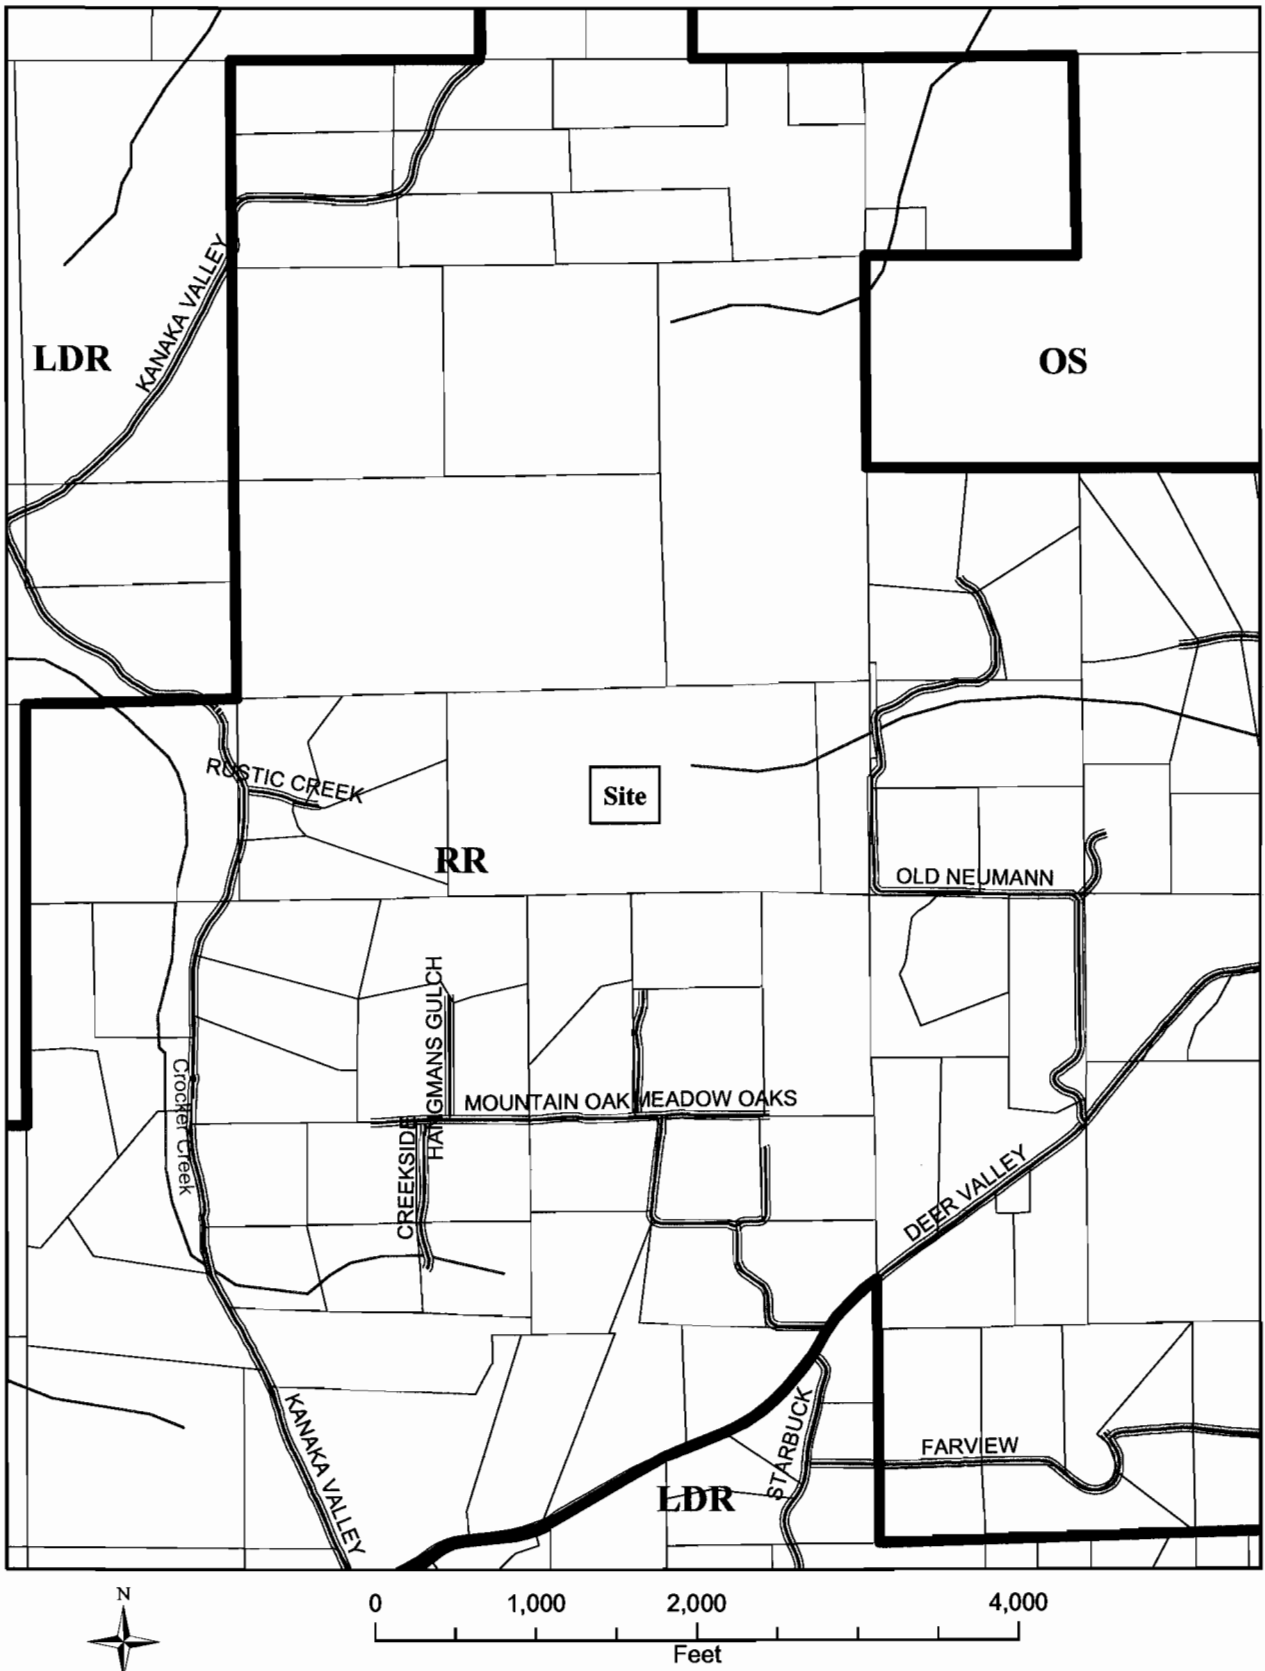 KANAKA VALLEY
LDR
OS
RUSTIC CREEK
Site
RR
OLD NEUMANN
HANGMANS GULCH
Crocker Creek
MOUNTAIN OAK
MEADOW OAKS
CREEKSIDE
DEER VALLEY
KANAKA VALLEY
STARBUCK
FARVIEW
LDR
N
0 1,000 2,000 4,000
Feet